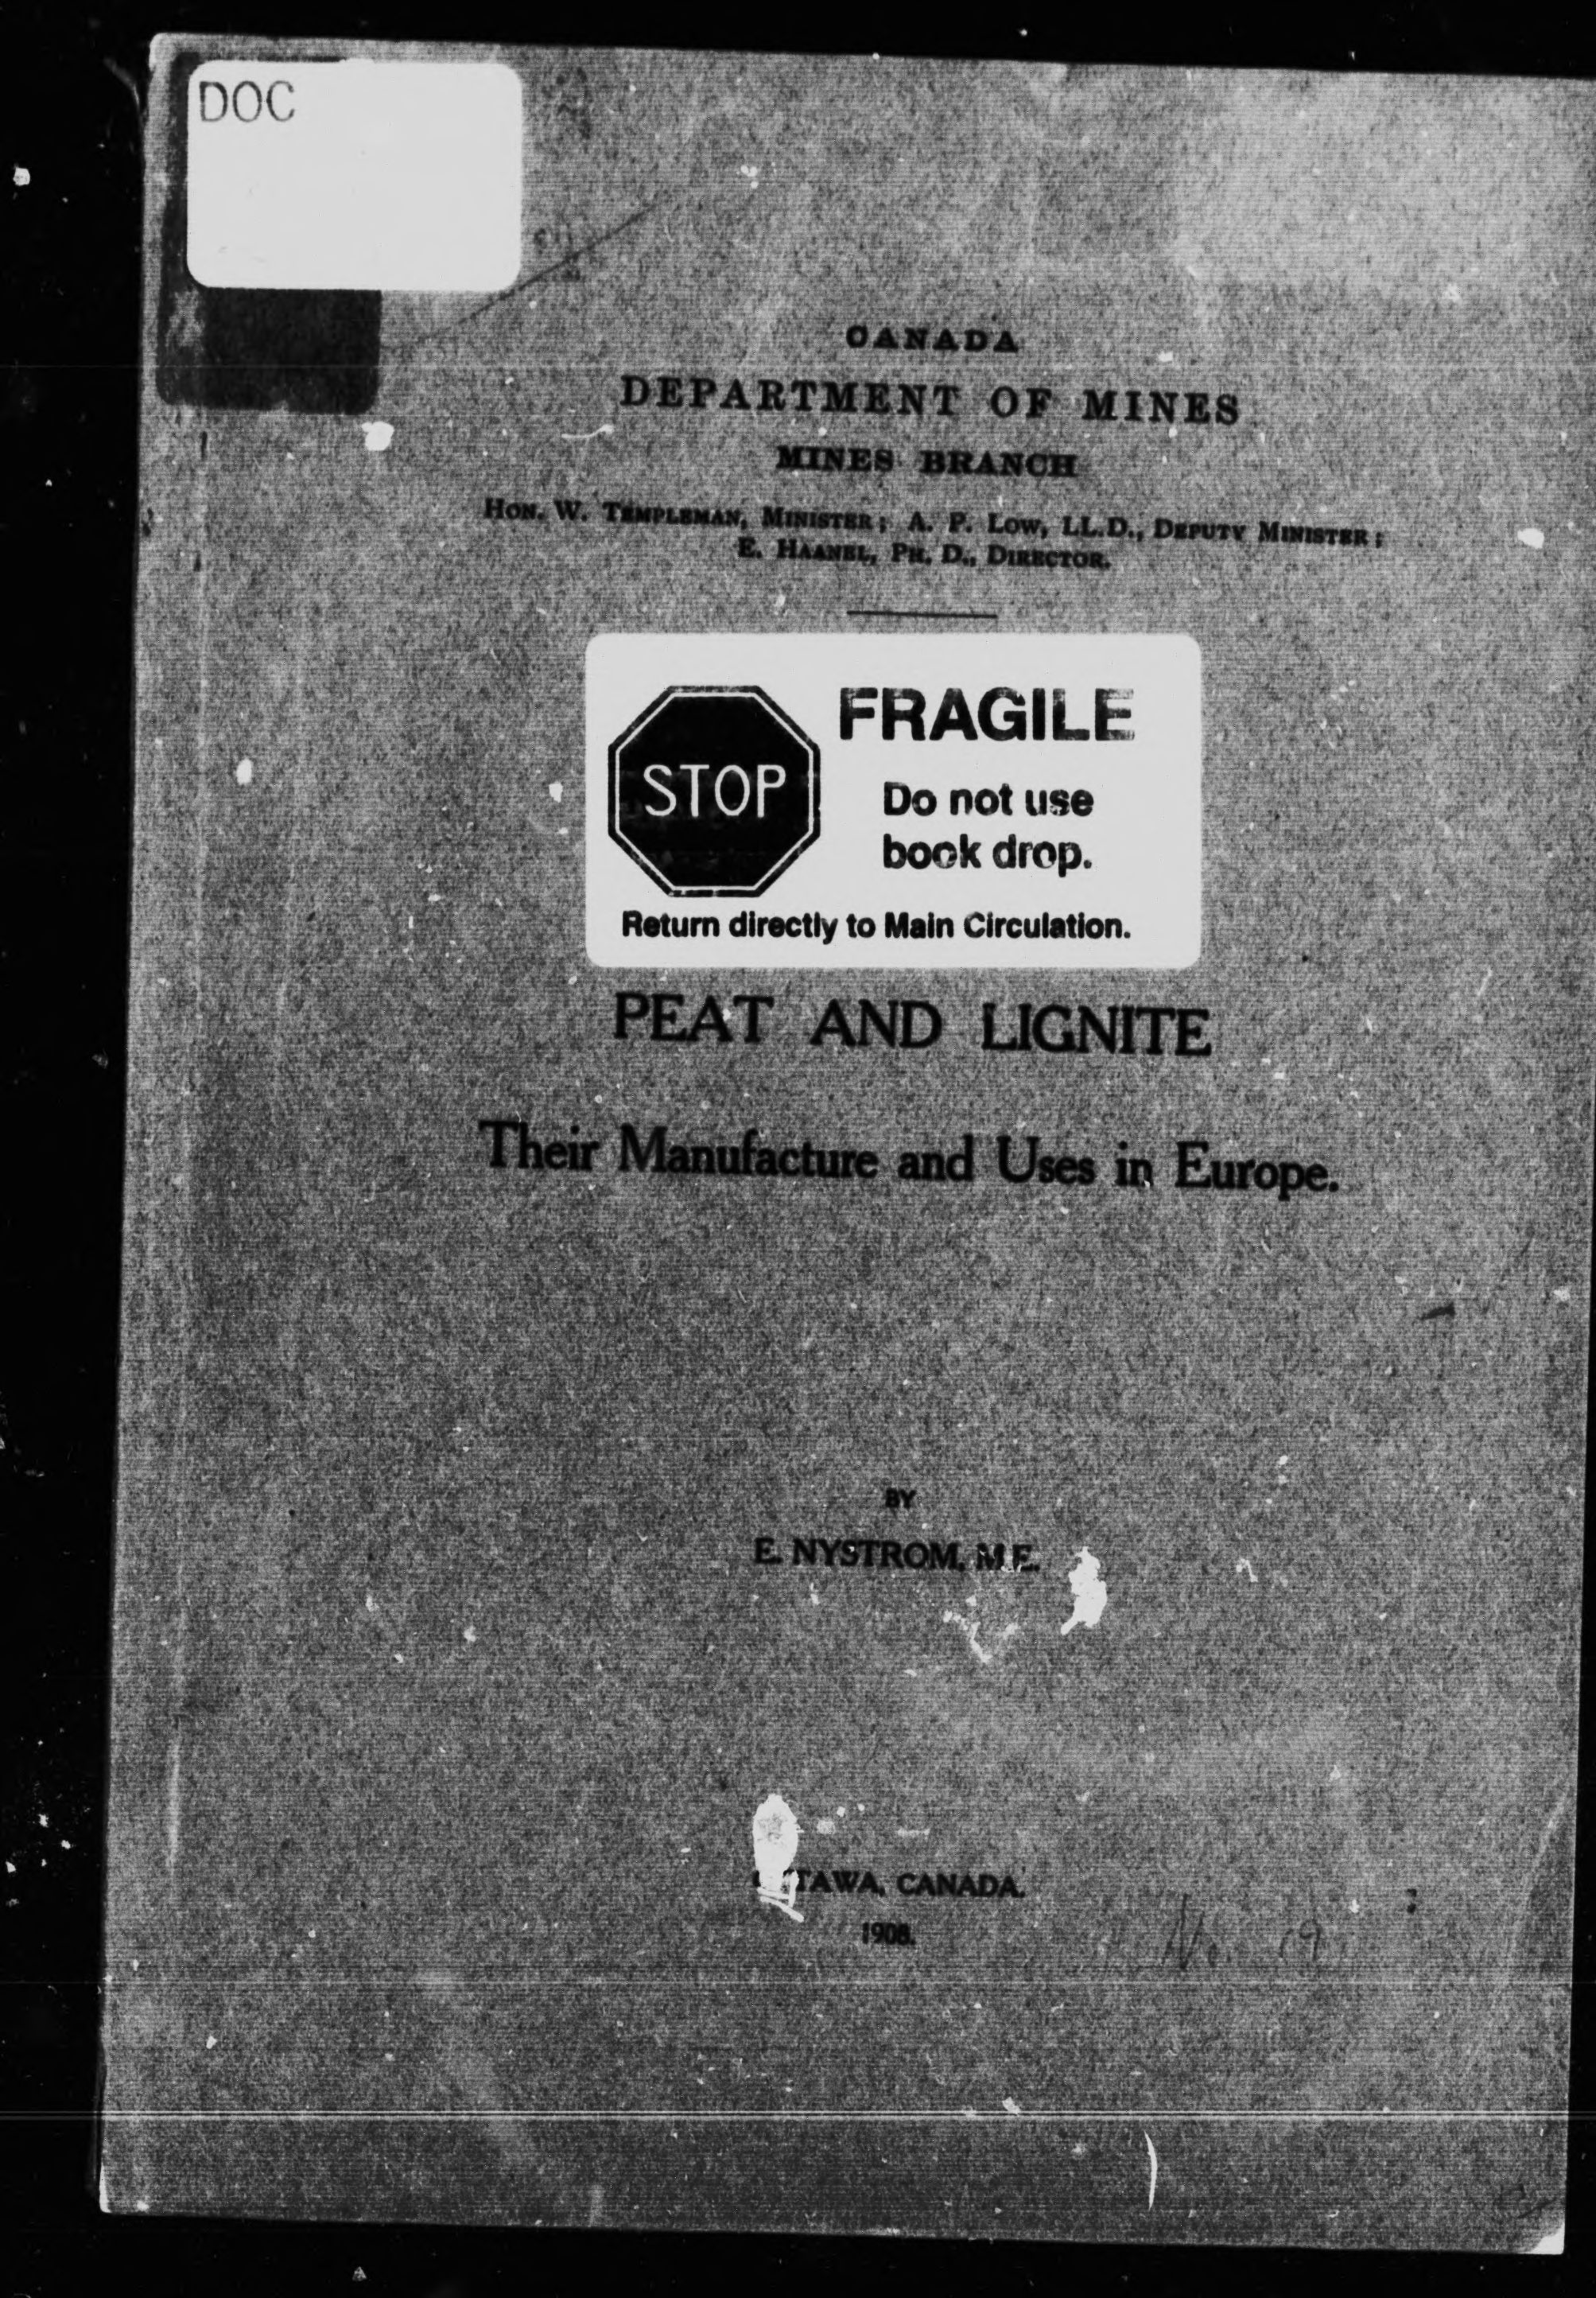 DOC
CANADA
DEPARTMENT OF MINES
MINES BRANCH
HON. W. TEMPLEMAN, MINISTER; A. P. LOW, LL.D., DEPUTY MINISTER;
E. HAANEL, PH. D., DIRECTOR.
STOP
FRAGILE
Do not use
book drop.
Return directly to Main Circulation.
PEAT AND LIGNITE
Their Manufacture and Uses in Europe.
BY
E. NYSTROM, M.E.
TAWA, CANADA.
1908.
No. 19